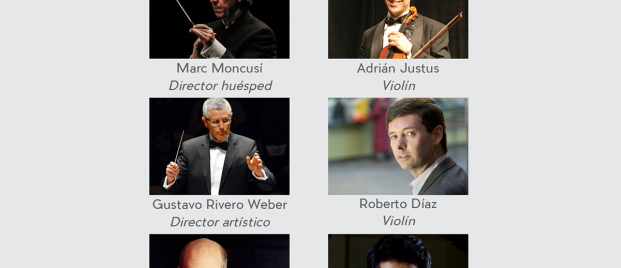 Marc Moncusí
Director huésped
Adrián Justus
Violín
Gustavo Rivero Weber
Director artístico
Roberto Díaz
Violín